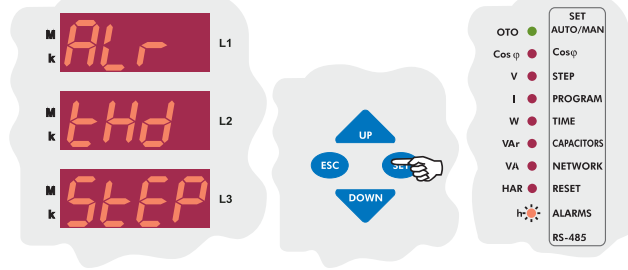 M
k
ALr
L1
M
k
tHd
L2
M
k
StEP
L3
UP
ESC
SET
DOWN
SET
OTO AUTO/MAN
Cos φ Cosφ
V STEP
I PROGRAM
W TIME
VAr CAPACITORS
VA NETWORK
HAR RESET
h ALARMS
RS-485